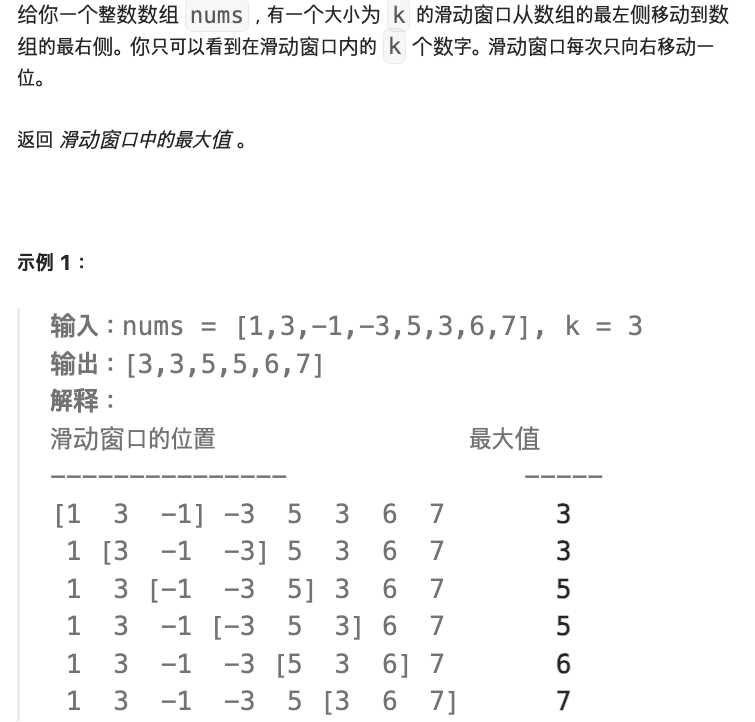 给你一个整数数组 nums，有一个大小为 k 的滑动窗口从数组的最左侧移动到数
组的最右侧。你只可以看到在滑动窗口内的 k 个数字。滑动窗口每次只向右移动一
位。
返回 滑动窗口中的最大值 。
示例 1：
输入：nums = [1,3,-1,-3,5,3,6,7], k = 3
输出：[3,3,5,5,6,7]
解释：
滑动窗口的位置                最大值
---------------               -----
[1  3  -1] -3  5  3  6  7       3
 1 [3  -1  -3] 5  3  6  7       3
 1  3 [-1  -3  5] 3  6  7       5
 1  3  -1 [-3  5  3] 6  7       5
 1  3  -1  -3 [5  3  6] 7       6
 1  3  -1  -3  5 [3  6  7]      7